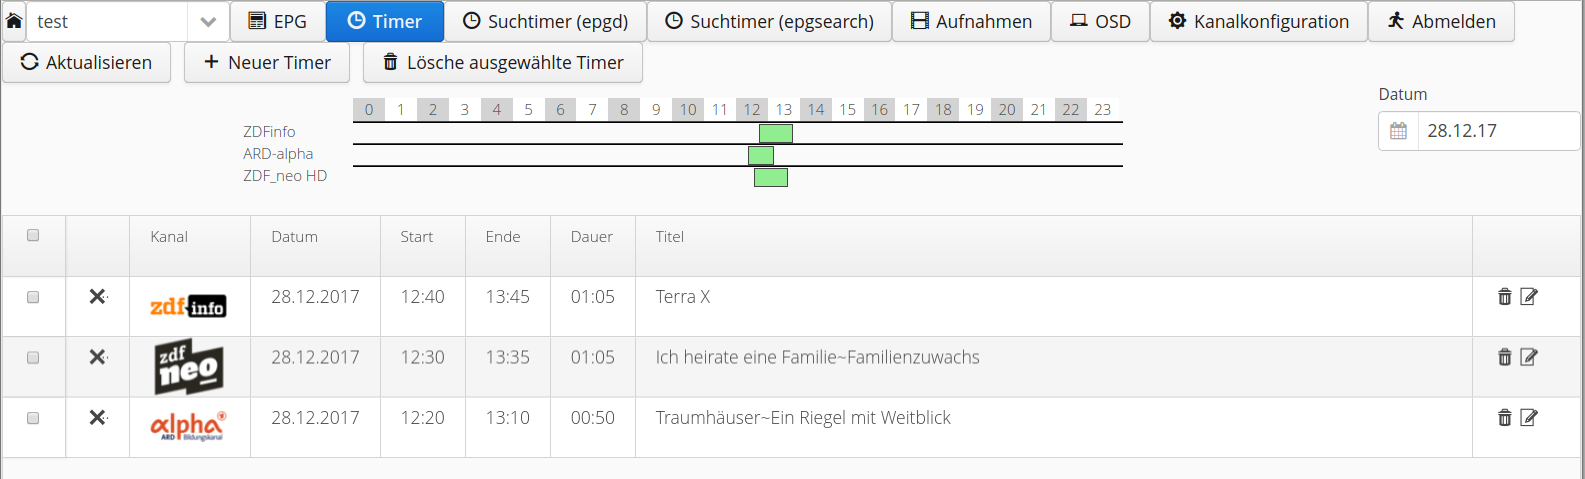 test EPG Timer Suchtimer (epgd) Suchtimer (epgsearch) Aufnahmen OSD Kanalkonfiguration Abmelden
Aktualisieren Neuer Timer Lösche ausgewählte Timer
Datum
28.12.17
0 1 2 3 4 5 6 7 8 9 10 11 12 13 14 15 16 17 18 19 20 21 22 23
ZDFinfo
ARD-alpha
ZDF_neo HD
Kanal Datum Start Ende Dauer Titel
zdf info 28.12.2017 12:40 13:45 01:05 Terra X
zdf neo 28.12.2017 12:30 13:35 01:05 Ich heirate eine Familie~Familienzuwachs
alpha ARD Bildungskanal 28.12.2017 12:20 13:10 00:50 Traumhäuser~Ein Riegel mit Weitblick